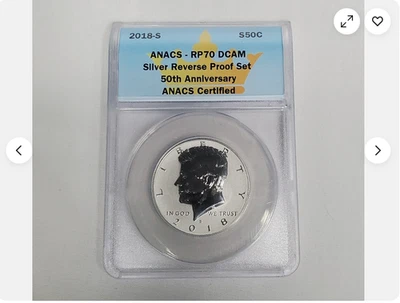 2018-S S50C
ANACS - RP70 DCAM
Silver Reverse Proof Set
50th Anniversary
ANACS Certified
LIBERTY
IN GOD WE TRUST
2018